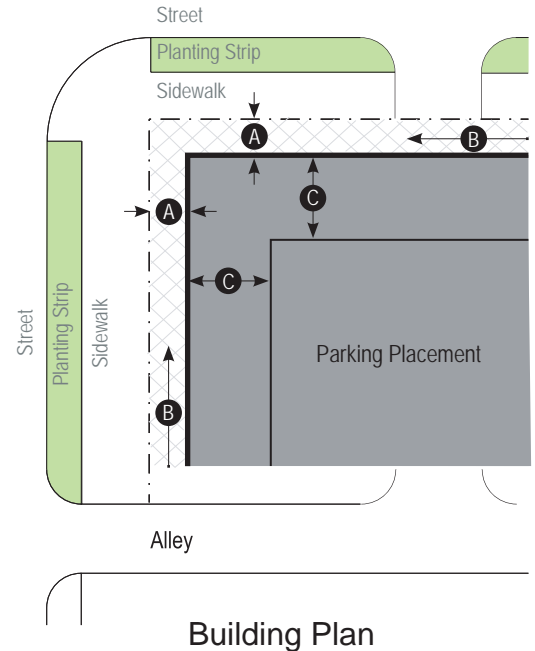 Street
Planting Strip
Sidewalk
A
B
A
C
C
Street
Planting Strip
Sidewalk
Parking Placement
B
Alley
Building Plan